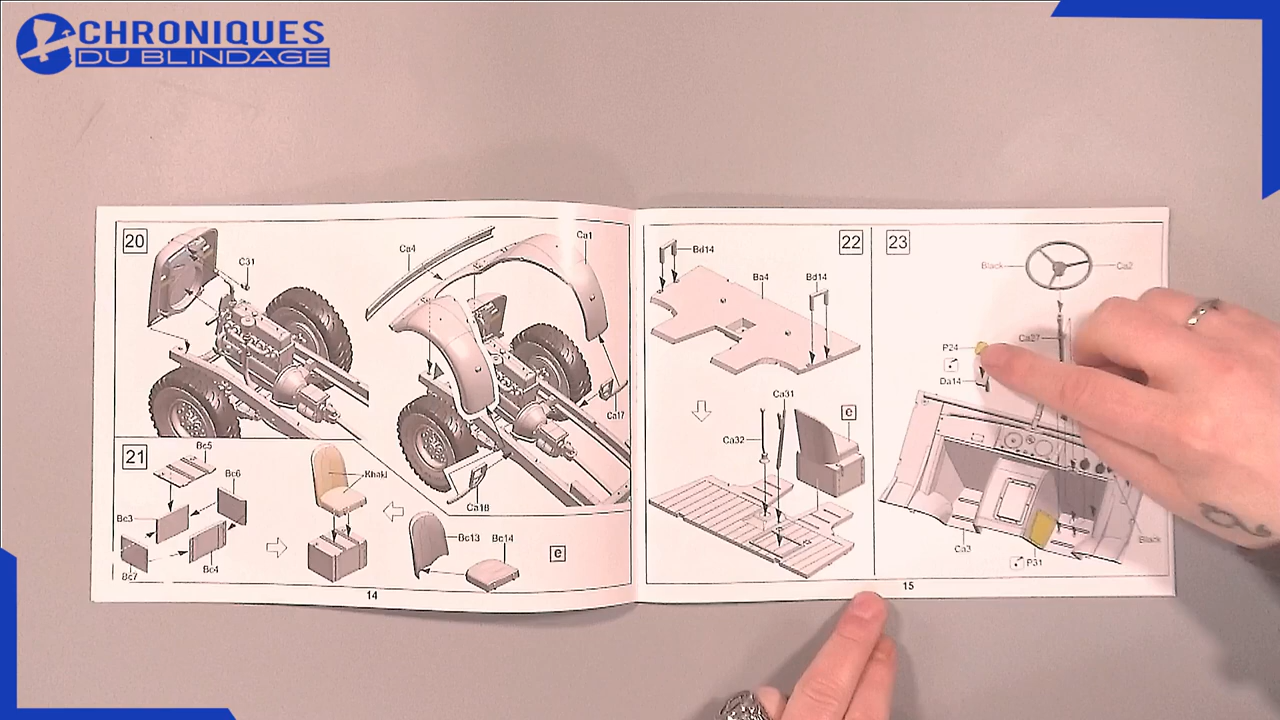 CHRONIQUES
DU BLINDAGE
20
C31
Ca4
Ca1
Ca17
Ca18
21
Bc5
Bc6
Bc3
Bc7
Bc4
Khaki
Bc13
Bc14
e
14
22
Bd14
Ba4
Bd14
Ca31
Ca32
e
23
Black
Ca2
Ca27
P24
Da14
Ca3
P31
Black
15